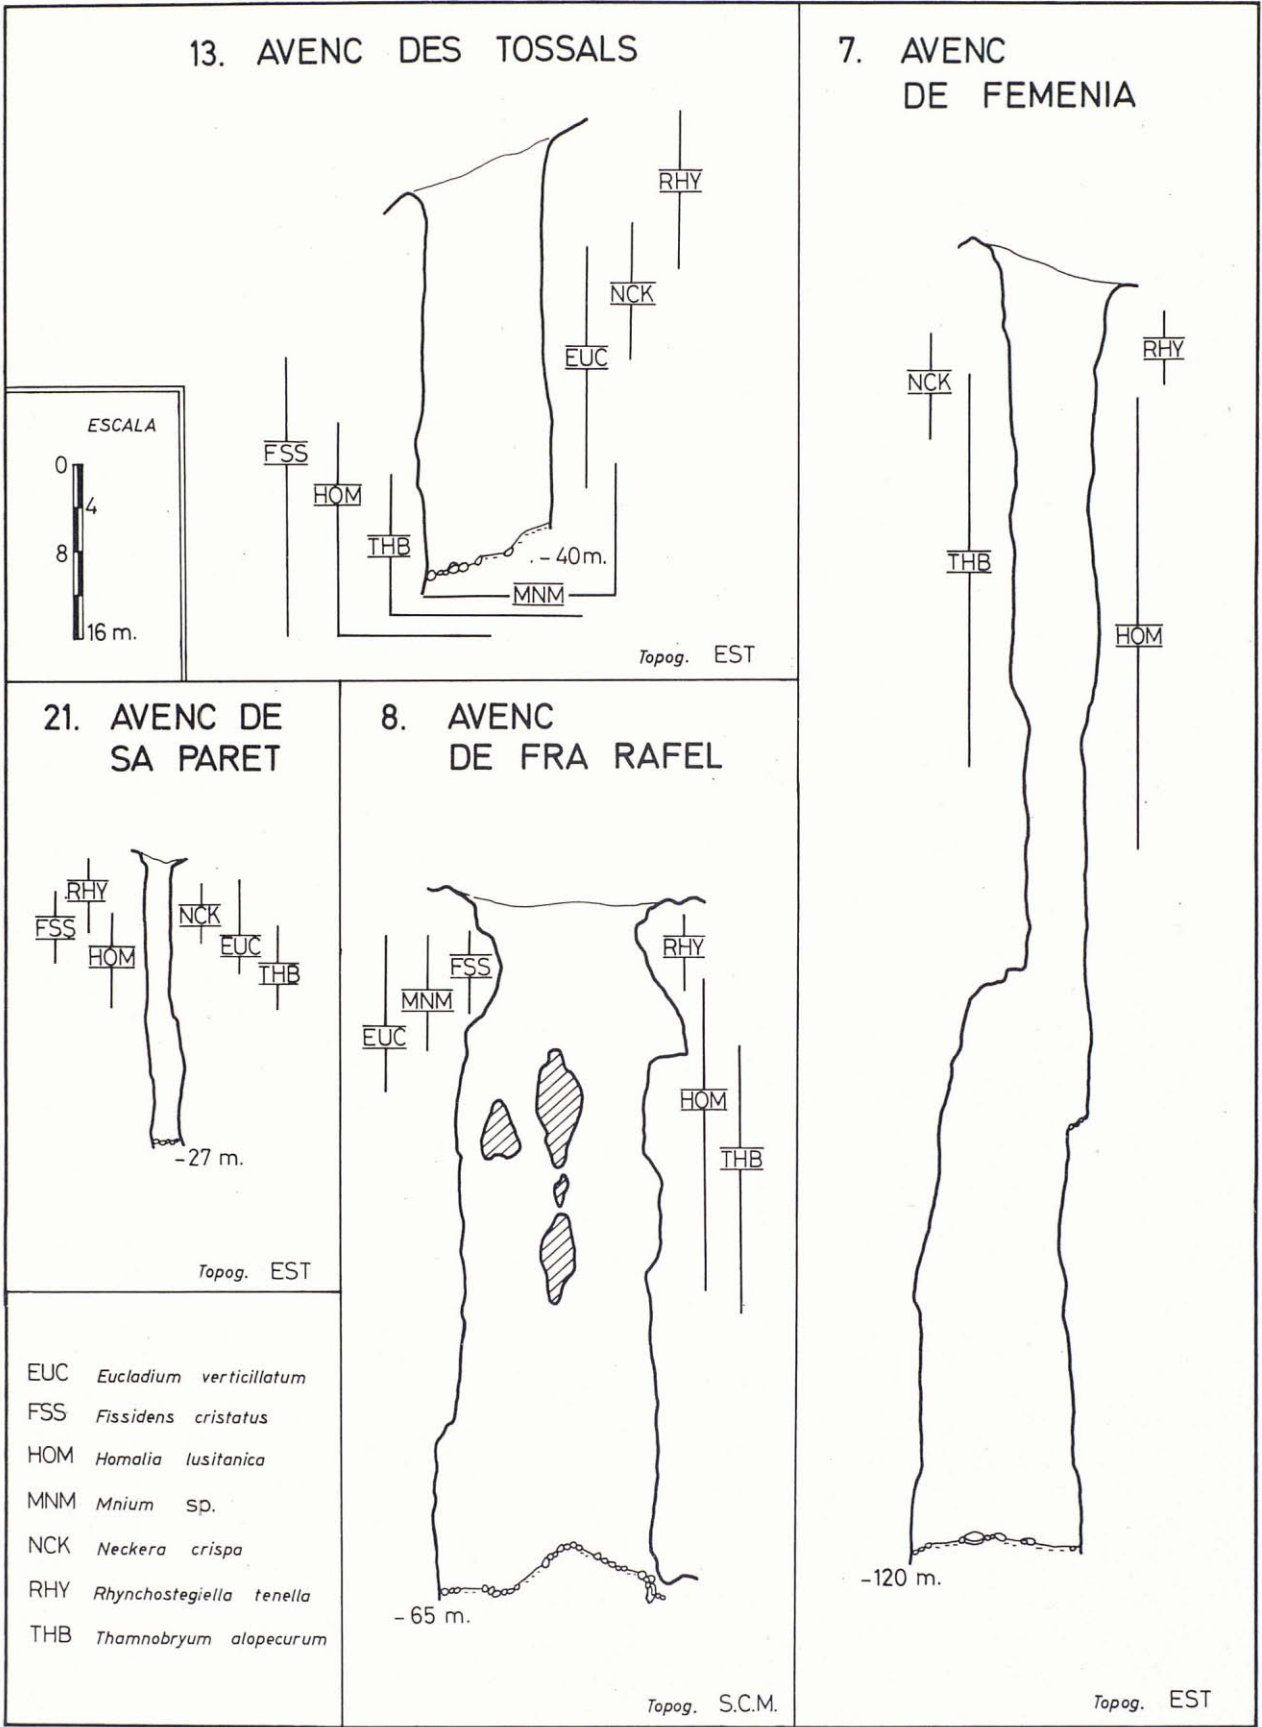 13. AVENC DES TOSSALS
RHY
NCK
EUC
FSS
HOM
THB
- 40 m.
MNM
Topog. EST
ESCALA
0
4
8
16 m.
7. AVENC
DE FEMENIA
RHY
NCK
THB
HOM
-120 m.
Topog. EST
21. AVENC DE
SA PARET
RHY
FSS
HOM
NCK
EUC
THB
-27 m.
Topog. EST
8. AVENC
DE FRA RAFEL
RHY
FSS
MNM
EUC
HOM
THB
- 65 m.
Topog. S.C.M.
EUC Eucladium verticillatum
FSS Fissidens cristatus
HOM Homalia lusitanica
MNM Mnium sp.
NCK Neckera crispa
RHY Rhynchostegiella tenella
THB Thamnobryum alopecurum